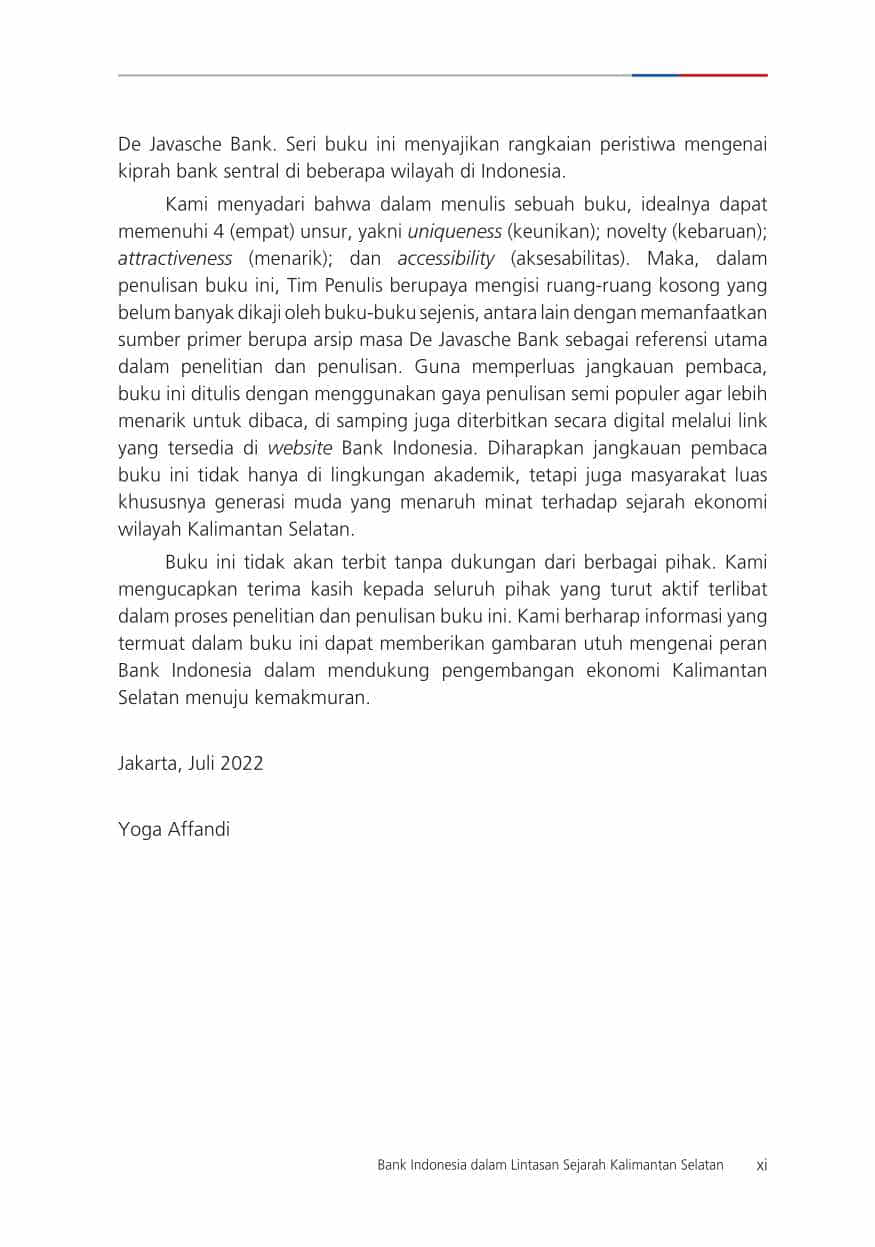 De Javasche Bank. Seri buku ini menyajikan rangkaian peristiwa mengenai
kiprah bank sentral di beberapa wilayah di Indonesia.
Kami menyadari bahwa dalam menulis sebuah buku, idealnya dapat
memenuhi 4 (empat) unsur, yakni uniqueness (keunikan); novelty (kebaruan);
attractiveness (menarik); dan accessibility (aksesabilitas). Maka, dalam
penulisan buku ini, Tim Penulis berupaya mengisi ruang-ruang kosong yang
belum banyak dikaji oleh buku-buku sejenis, antara lain dengan memanfaatkan
sumber primer berupa arsip masa De Javasche Bank sebagai referensi utama
dalam penelitian dan penulisan. Guna memperluas jangkauan pembaca,
buku ini ditulis dengan menggunakan gaya penulisan semi populer agar lebih
menarik untuk dibaca, di samping juga diterbitkan secara digital melalui link
yang tersedia di website Bank Indonesia. Diharapkan jangkauan pembaca
buku ini tidak hanya di lingkungan akademik, tetapi juga masyarakat luas
khususnya generasi muda yang menaruh minat terhadap sejarah ekonomi
wilayah Kalimantan Selatan.
Buku ini tidak akan terbit tanpa dukungan dari berbagai pihak. Kami
mengucapkan terima kasih kepada seluruh pihak yang turut aktif terlibat
dalam proses penelitian dan penulisan buku ini. Kami berharap informasi yang
termuat dalam buku ini dapat memberikan gambaran utuh mengenai peran
Bank Indonesia dalam mendukung pengembangan ekonomi Kalimantan
Selatan menuju kemakmuran.
Jakarta, Juli 2022
Yoga Affandi
Bank Indonesia dalam Lintasan Sejarah Kalimantan Selatan xi